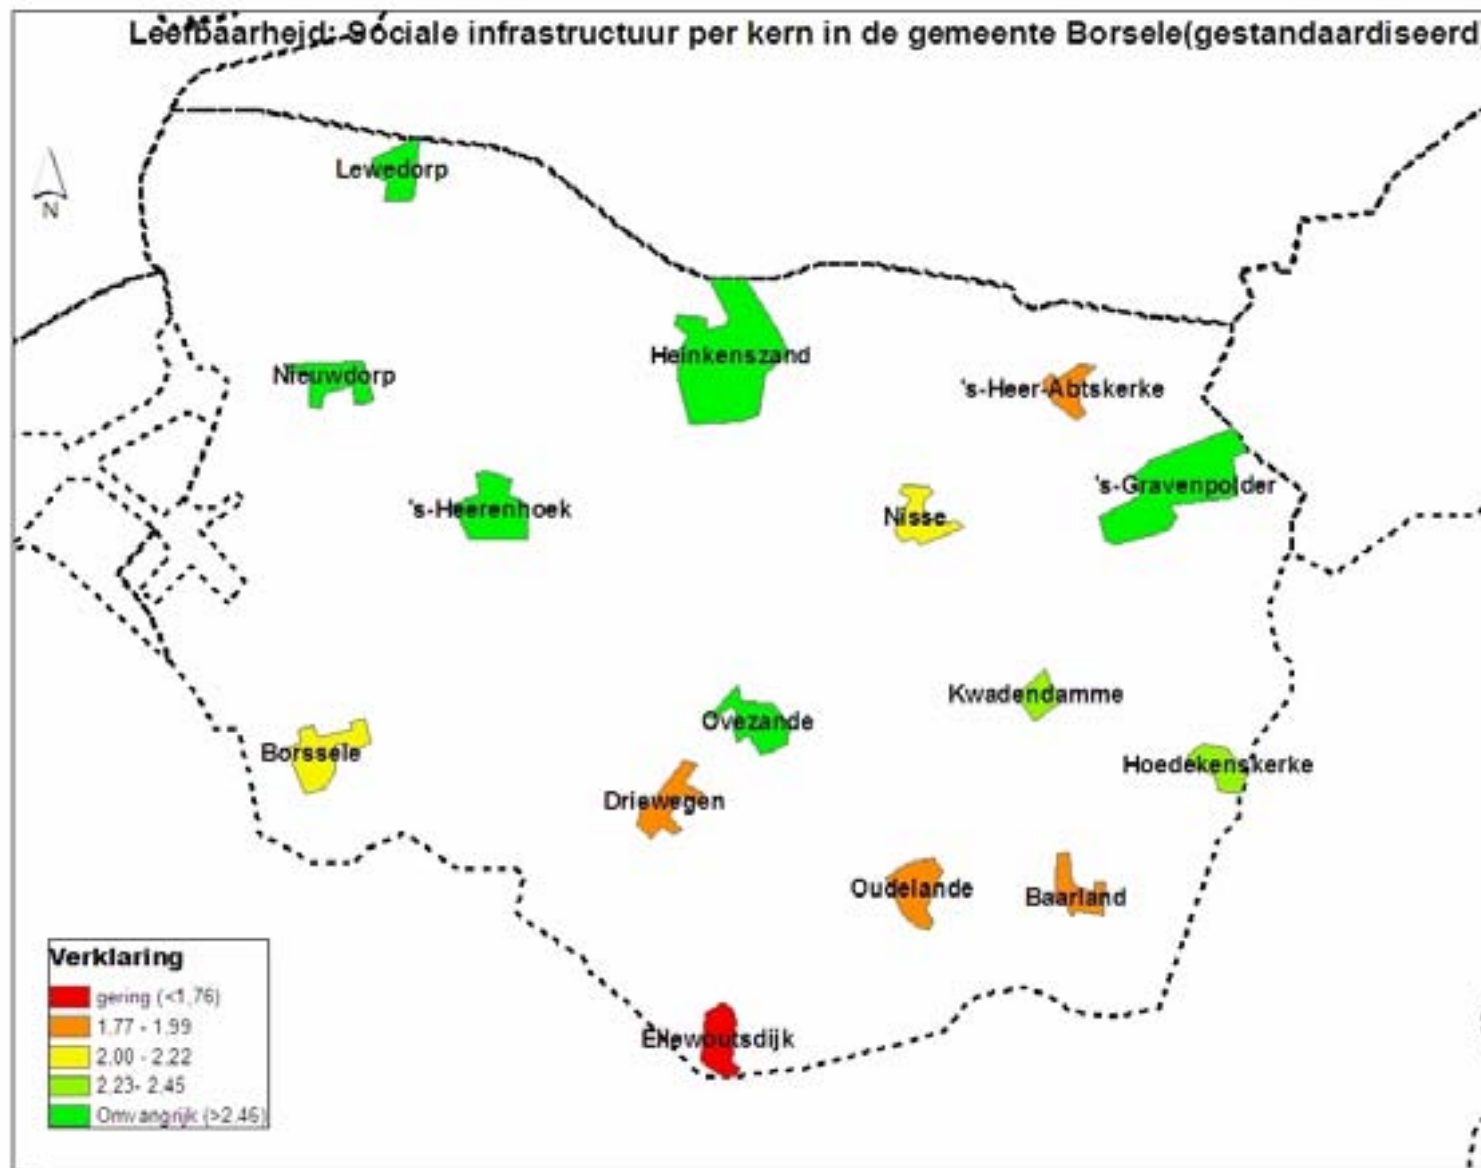 Leefbaarheid: Sociale infrastructuur per kern in de gemeente Borsele(gestandaardiseerd
Lewedorp
N
Heinkenszand
Nieuwdorp
's-Heer-Abtskerke
's-Gravenpolder
's-Heerenhoek
Nisse
Kwadendamme
Ovezande
Borssele
Hoedekenskerke
Driewegen
Oudelande
Baarland
Ellewoutsdijk
Verklaring
gering (<1,76)
1.77 - 1.99
2.00 - 2.22
2.23- 2.45
Omvangrijk (>2.46)